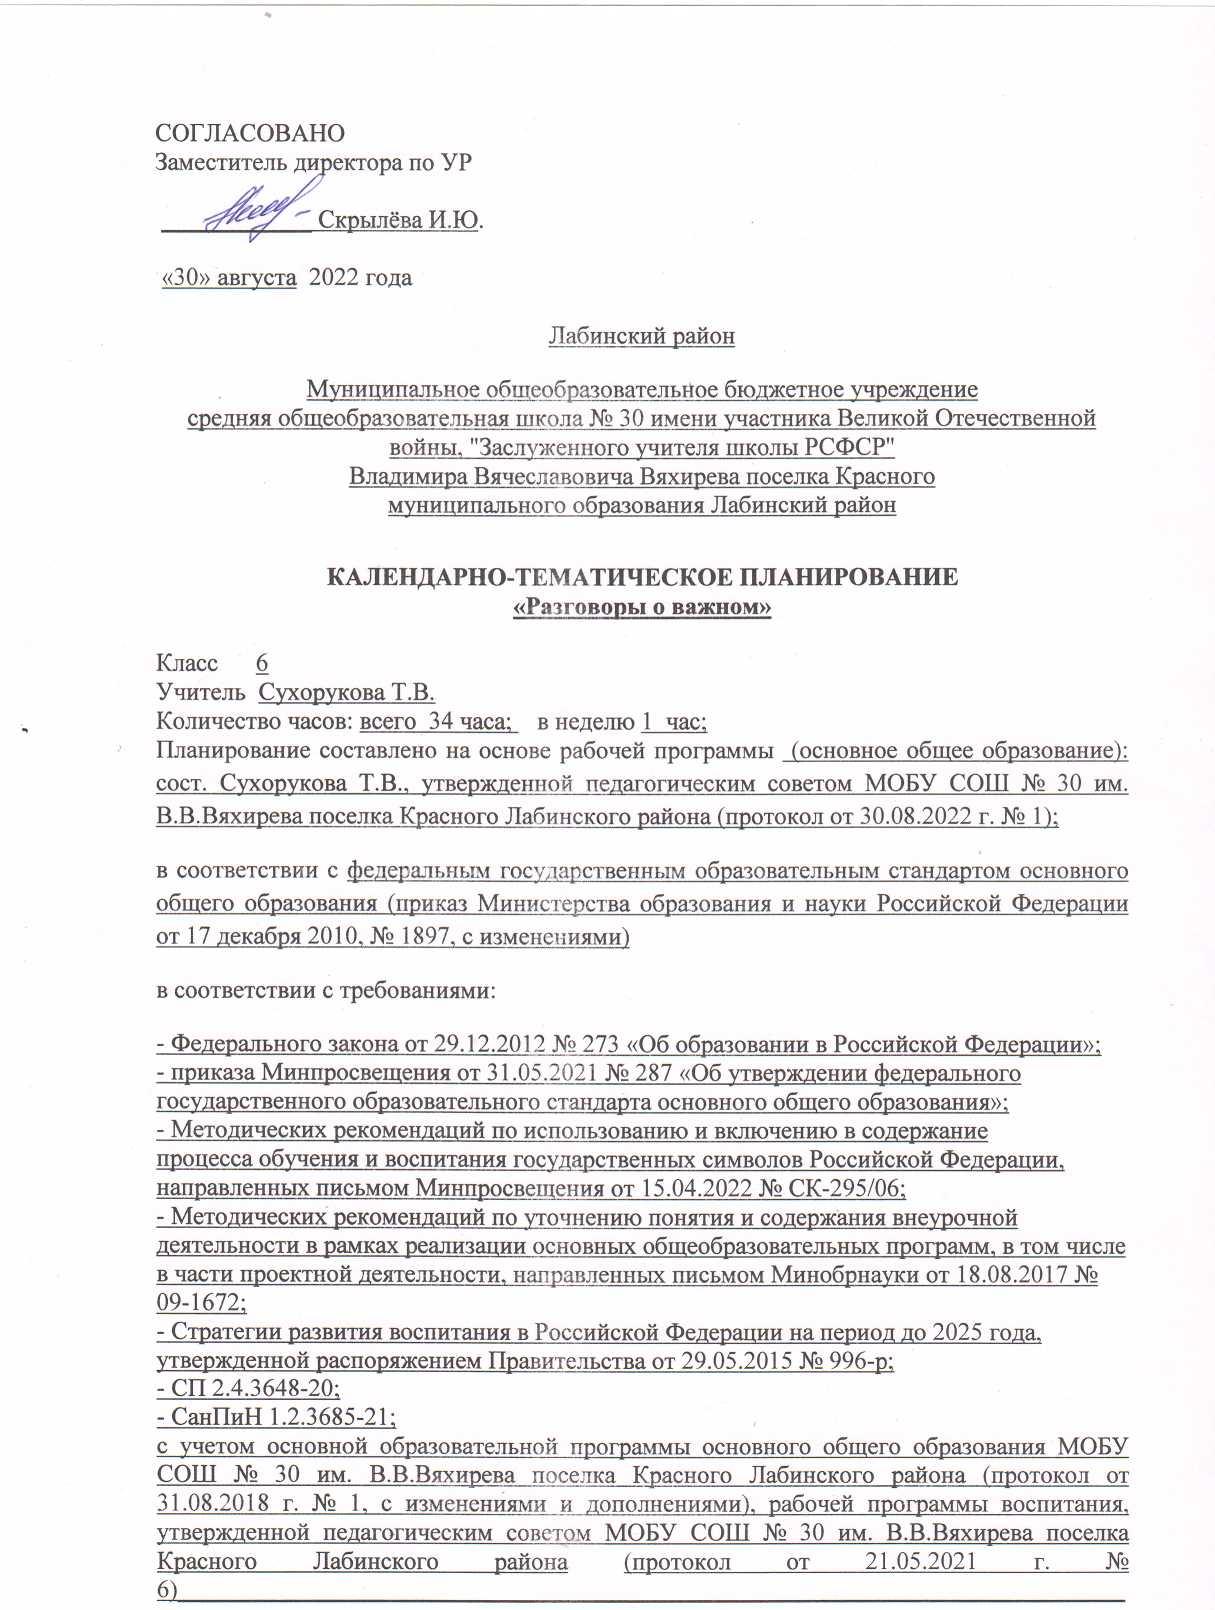 СОГЛАСОВАНО
Заместитель директора по УР
____________ Скрылёва И.Ю.
«30» августа 2022 года
Лабинский район
Муниципальное общеобразовательное бюджетное учреждение
средняя общеобразовательная школа № 30 имени участника Великой Отечественной
войны, "Заслуженного учителя школы РСФСР"
Владимира Вячеславовича Вяхирева поселка Красного
муниципального образования Лабинский район
КАЛЕНДАРНО-ТЕМАТИЧЕСКОЕ ПЛАНИРОВАНИЕ
«Разговоры о важном»
Класс 6
Учитель Сухорукова Т.В.
Количество часов: всего 34 часа; в неделю 1 час;
Планирование составлено на основе рабочей программы (основное общее образование):
сост. Сухорукова Т.В., утвержденной педагогическим советом МОБУ СОШ № 30 им.
В.В.Вяхирева поселка Красного Лабинского района (протокол от 30.08.2022 г. № 1);
в соответствии с федеральным государственным образовательным стандартом основного
общего образования (приказ Министерства образования и науки Российской Федерации
от 17 декабря 2010, № 1897, с изменениями)
в соответствии с требованиями:
- Федерального закона от 29.12.2012 № 273 «Об образовании в Российской Федерации»;
- приказа Минпросвещения от 31.05.2021 № 287 «Об утверждении федерального
государственного образовательного стандарта основного общего образования»;
- Методических рекомендаций по использованию и включению в содержание
процесса обучения и воспитания государственных символов Российской Федерации,
направленных письмом Минпросвещения от 15.04.2022 № СК-295/06;
- Методических рекомендаций по уточнению понятия и содержания внеурочной
деятельности в рамках реализации основных общеобразовательных программ, в том числе
в части проектной деятельности, направленных письмом Минобрнауки от 18.08.2017 №
09-1672;
- Стратегии развития воспитания в Российской Федерации на период до 2025 года,
утвержденной распоряжением Правительства от 29.05.2015 № 996-р;
- СП 2.4.3648-20;
- СанПиН 1.2.3685-21;
с учетом основной образовательной программы основного общего образования МОБУ
СОШ № 30 им. В.В.Вяхирева поселка Красного Лабинского района (протокол от
31.08.2018 г. № 1, с изменениями и дополнениями), рабочей программы воспитания,
утвержденной педагогическим советом МОБУ СОШ № 30 им. В.В.Вяхирева поселка
Красного Лабинского района (протокол от 21.05.2021 г. №
6)